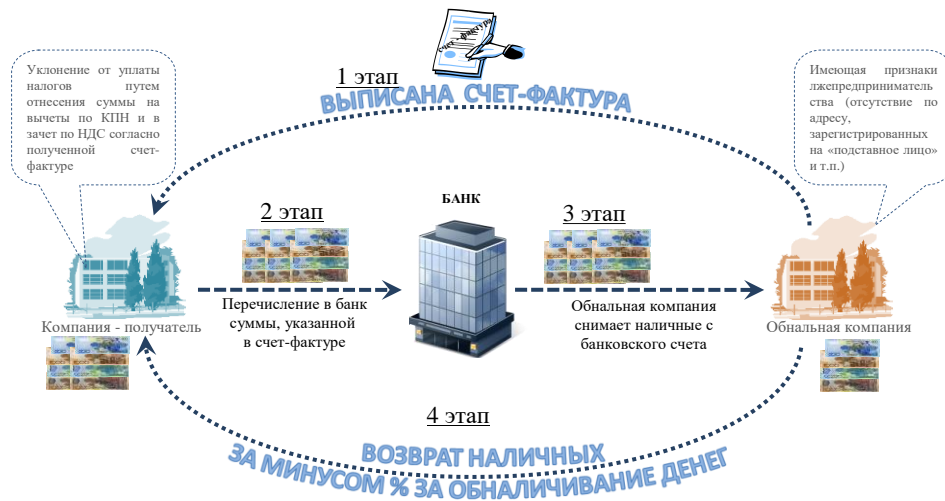 счет-фактура
1 этап
ВЫПИСАНА СЧЕТ-ФАКТУРА
Уклонение от уплаты
налогов путем
отнесения суммы на
вычеты по КПН и в
зачет по НДС согласно
полученной счет-
фактуре
Имеющая признаки
лжепредприниматель
ства (отсутствие по
адресу,
зарегистрированных
на «подставное лицо»
и т.п.)
2 этап
БАНК
3 этап
Перечисление в банк
суммы, указанной
в счет-фактуре
Обнальная компания
снимает наличные с
банковского счета
Компания - получатель
Обнальная компания
4 этап
ВОЗВРАТ НАЛИЧНЫХ
ЗА МИНУСОМ % ЗА ОБНАЛИЧИВАНИЕ ДЕНЕГ